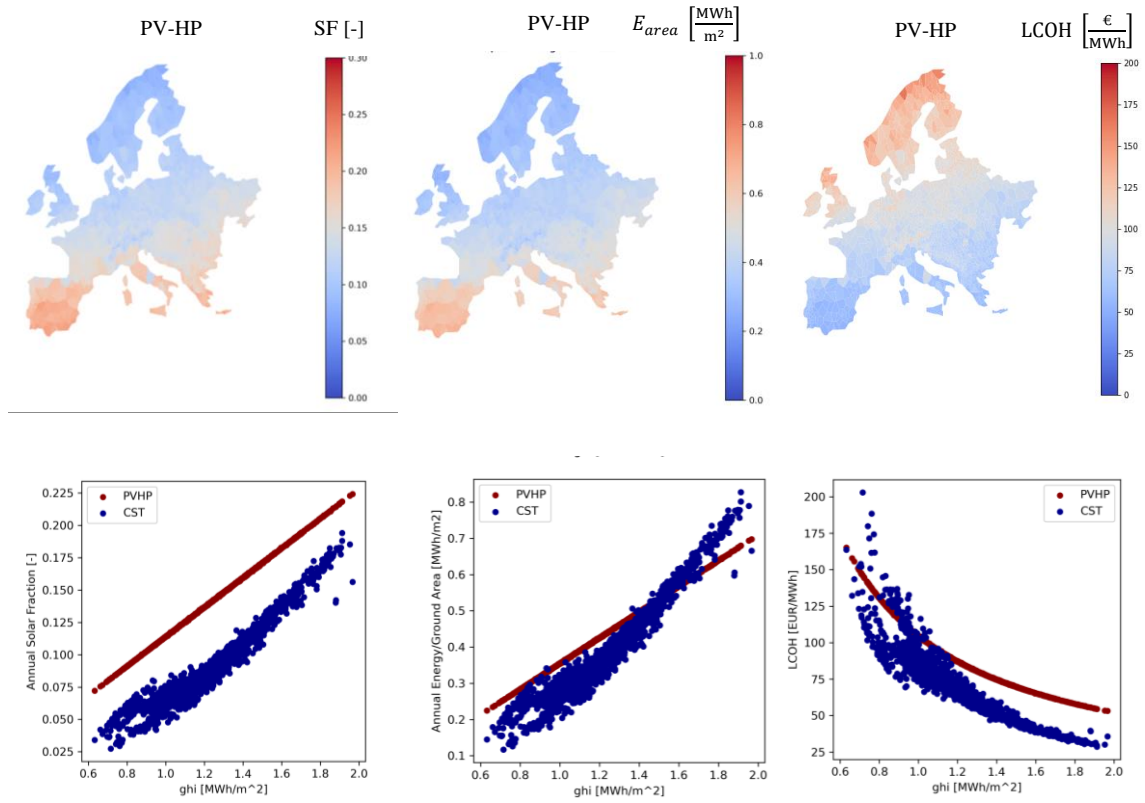 PV-HP SF [-]
0.30
0.25
0.20
0.15
0.10
0.05
0.00
PV-HP E_area [MWh/m²]
1.0
0.8
0.6
0.4
0.2
0.0
PV-HP LCOH [€/MWh]
200
175
150
125
100
75
50
25
0
Annual Solar Fraction [-]
0.225
0.200
0.175
0.150
0.125
0.100
0.075
0.050
0.025
PVHP
CST
0.6 0.8 1.0 1.2 1.4 1.6 1.8 2.0
ghi [MWh/m^2]
Annual Energy/Ground Area [MWh/m2]
0.8
0.7
0.6
0.5
0.4
0.3
0.2
0.1
PVHP
CST
0.6 0.8 1.0 1.2 1.4 1.6 1.8 2.0
ghi [MWh/m^2]
LCOH [EUR/MWh]
200
175
150
125
100
75
50
25
PVHP
CST
0.6 0.8 1.0 1.2 1.4 1.6 1.8 2.0
ghi [MWh/m^2]